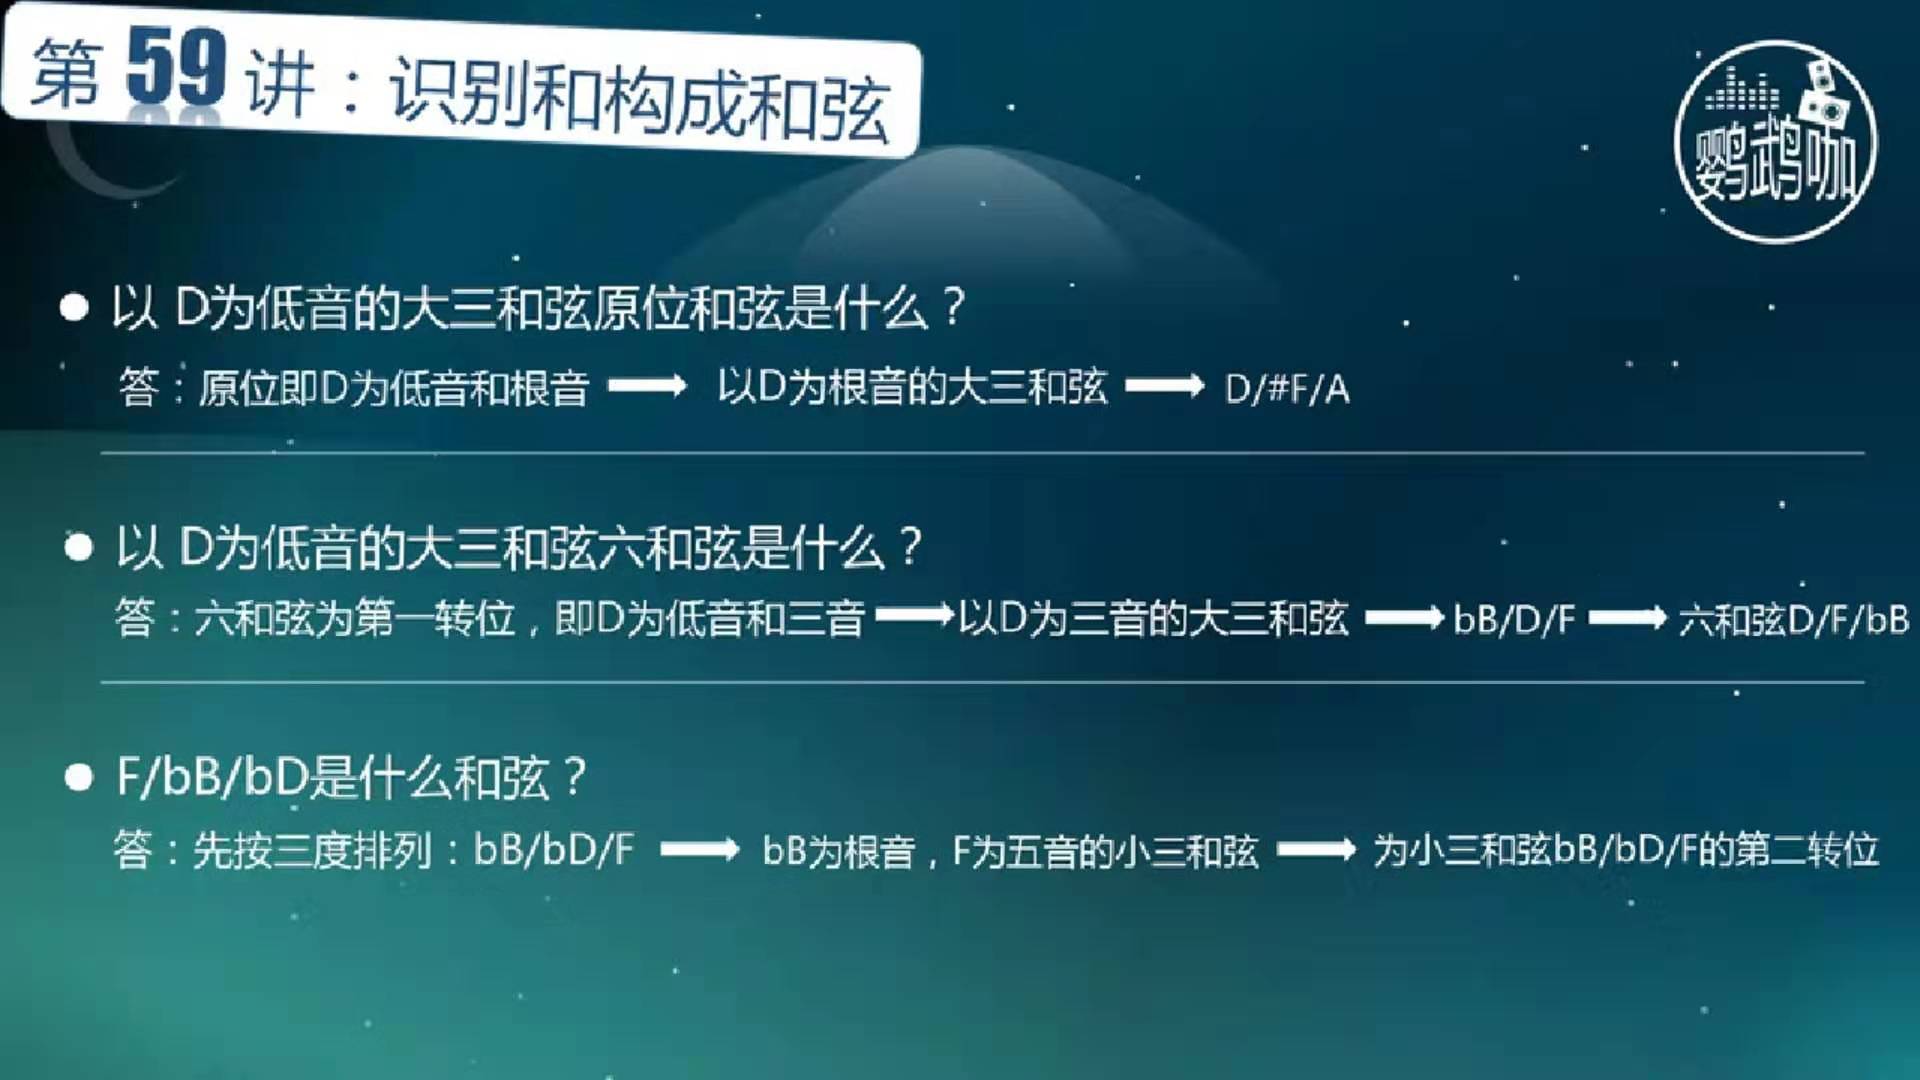 第59讲：识别和构成和弦
鹦鹉咖
以 D为低音的大三和弦原位和弦是什么？
答：原位即D为低音和根音 → 以D为根音的大三和弦 → D/#F/A
以 D为低音的大三和弦六和弦是什么？
答：六和弦为第一转位，即D为低音和三音→以D为三音的大三和弦 → bB/D/F → 六和弦D/F/bB
F/bB/bD是什么和弦？
答：先按三度排列：bB/bD/F → bB为根音，F为五音的小三和弦 → 为小三和弦bB/bD/F的第二转位